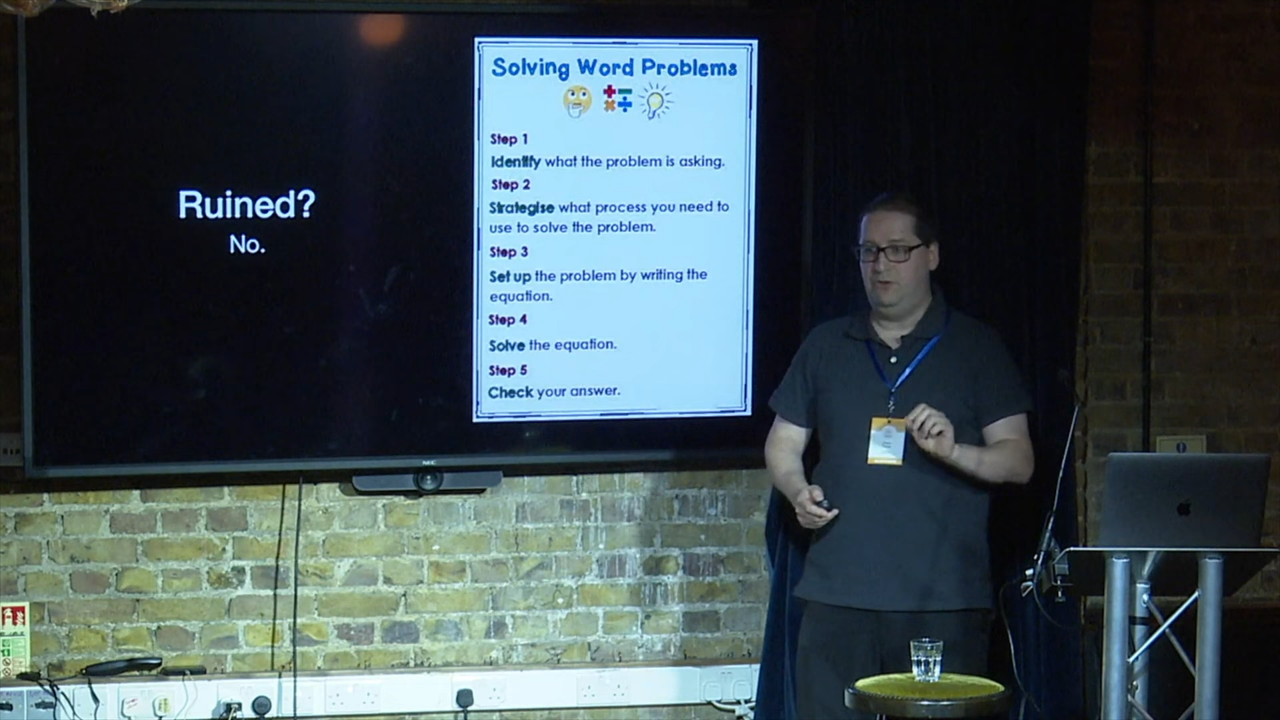 Ruined?
No.
Solving Word Problems
Step 1
Identify what the problem is asking.
Step 2
Strategise what process you need to
use to solve the problem.
Step 3
Set up the problem by writing the
equation.
Step 4
Solve the equation.
Step 5
Check your answer.
NEC